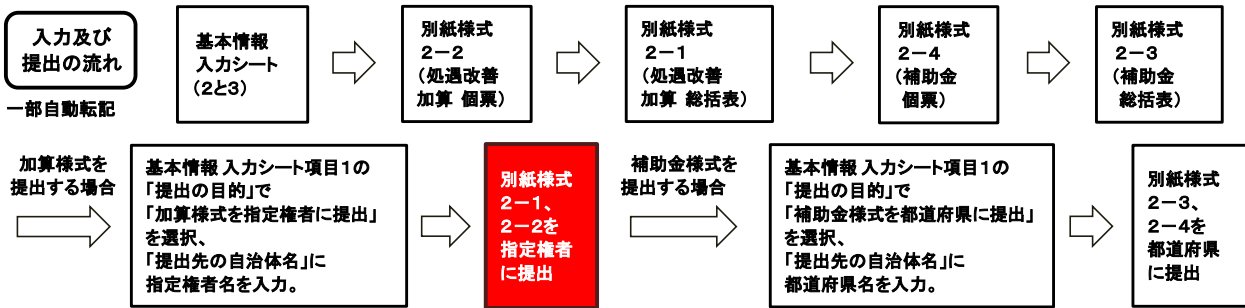 入力及び
提出の流れ
一部自動転記
基本情報
入力シート
(2と3)
別紙様式
2-2
(処遇改善
加算 個票)
別紙様式
2-1
(処遇改善
加算 総括表)
別紙様式
2-4
(補助金
個票)
別紙様式
2-3
(補助金
総括表)
加算様式を
提出する場合
基本情報 入力シート項目1の
「提出の目的」で
「加算様式を指定権者に提出」
を選択、
「提出先の自治体名」に
指定権者名を入力。
別紙様式
2-1、
2-2を
指定権者
に提出
補助金様式を
提出する場合
基本情報 入力シート項目1の
「提出の目的」で
「補助金様式を都道府県に提出」
を選択、
「提出先の自治体名」に
都道府県名を入力。
別紙様式
2-3、
2-4を
都道府県
に提出